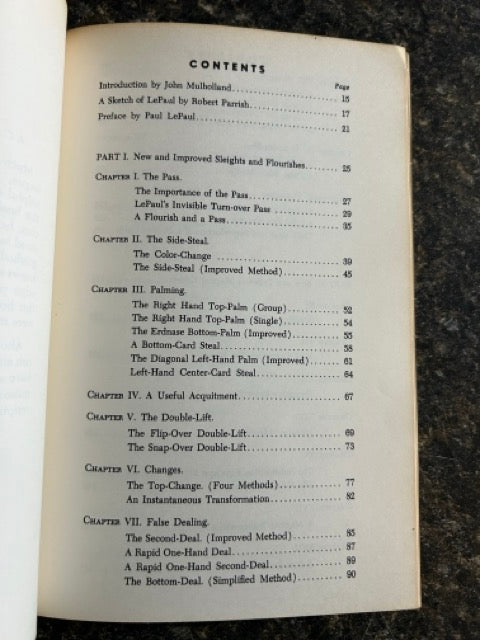 CONTENTS
Page
Introduction by John Mulholland 15
A Sketch of LePaul by Robert Parrish 17
Preface by Paul LePaul 21
PART I. New and Improved Sleights and Flourishes 25
CHAPTER I. The Pass.
The Importance of the Pass 27
LePaul's Invisible Turn-over Pass 29
A Flourish and a Pass 35
CHAPTER II. The Side-Steal.
The Color-Change 39
The Side-Steal (Improved Method) 45
CHAPTER III. Palming.
The Right Hand Top-Palm (Group) 52
The Right Hand Top-Palm (Single) 54
The Erdnase Bottom-Palm (Improved) 55
A Bottom-Card Steal 58
The Diagonal Left-Hand Palm (Improved) 61
Left-Hand Center-Card Steal 64
CHAPTER IV. A Useful Acquitment 67
CHAPTER V. The Double-Lift.
The Flip-Over Double-Lift 69
The Snap-Over Double-Lift 73
CHAPTER VI. Changes.
The Top-Change. (Four Methods) 77
An Instantaneous Transformation 82
CHAPTER VII. False Dealing.
The Second-Deal. (Improved Method) 85
A Rapid One-Hand Deal 87
A Rapid One-Hand Second-Deal 89
The Bottom-Deal. (Simplified Method) 90